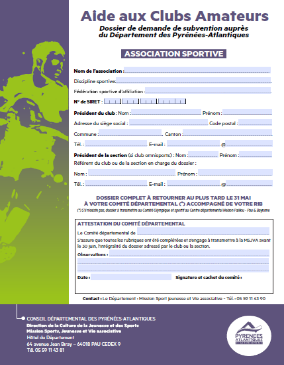 Aide aux Clubs Amateurs
Dossier de demande de subvention auprès
du Département des Pyrénées-Atlantiques
ASSOCIATION SPORTIVE
Nom de l'association :
Discipline sportive
Fédération sportive d'affiliation :
N° de SIRET :
Président du club : Nom : Prénom :
Adresse du siège social : Code postal :
Commune : Canton :
Tél. : E-mail : @
Président de la section (si club omnisports) : Nom : Prénom :
Référent du club ou de la section en charge du dossier :
Nom : Prénom :
Tél. : E-mail : @
DOSSIER COMPLET À RETOURNER AU PLUS TARD LE 31 MAI
À VOTRE COMITÉ DÉPARTEMENTAL (*) ACCOMPAGNÉ DE VOTRE RIB
ATTESTATION DU COMITÉ DÉPARTEMENTAL
Le Comité départemental de
S'assure que toutes les rubriques ont été complétées et s'engage à transmettre à la MSJVA avant
le 30 juin, l'intégralité du dossier précisé par le club ou la section.
Observations :
Date : Signature et cachet du comité :
Contact : Le Département - Mission Sport, Jeunesse et Vie associative - Tél.
CONSEIL DÉPARTEMENTAL DES PYRÉNÉES ATLANTIQUES
Direction de la Culture de la Jeunesse et des Sports
Mission Sports, Jeunesse et Vie associative
Hôtel du Département
64 avenue Jean Biray - 64058 PAU CEDEX 9
Tél. 05 59 11 43 81
PYRÉNÉES
ATLANTIQUES